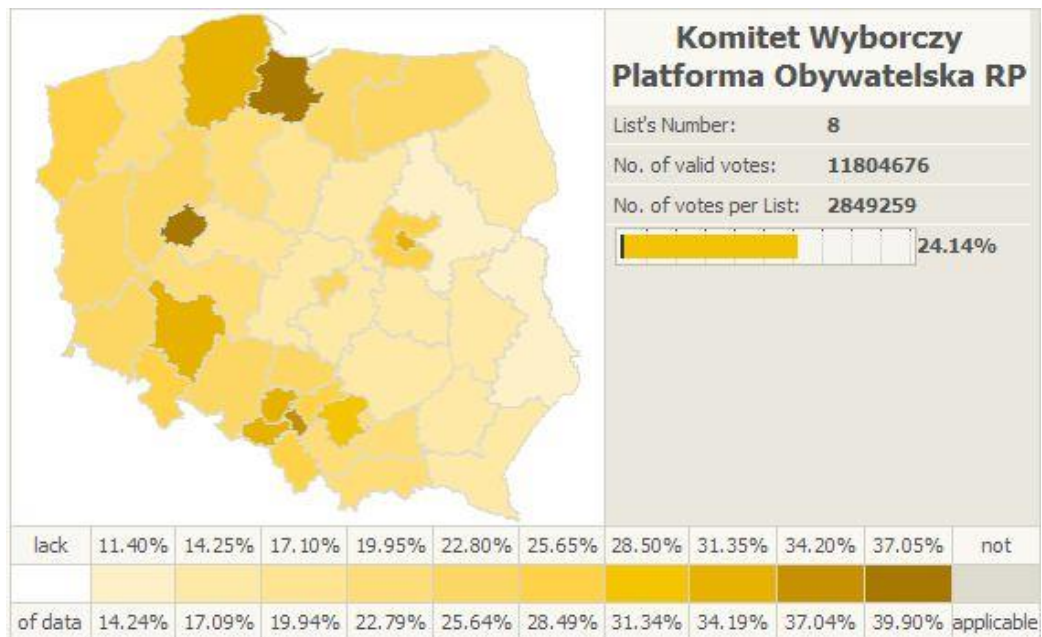 Komitet Wyborczy
Platforma Obywatelska RP
List's Number: 8
No. of valid votes: 11804676
No. of votes per List: 2849259
24.14%
lack 11.40% 14.25% 17.10% 19.95% 22.80% 25.65% 28.50% 31.35% 34.20% 37.05% not
of data 14.24% 17.09% 19.94% 22.79% 25.64% 28.49% 31.34% 34.19% 37.04% 39.90% applicable